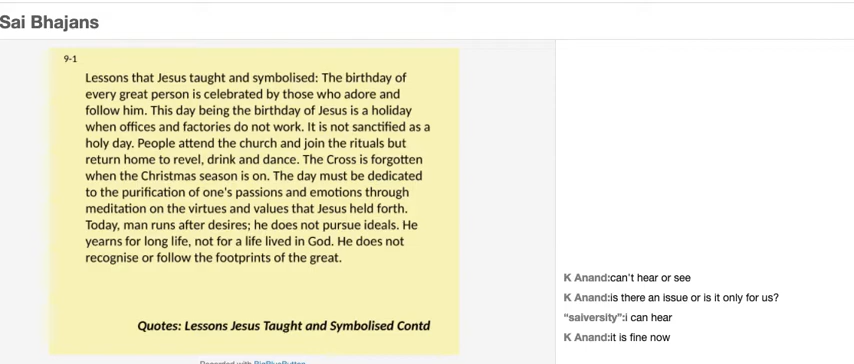 Sai Bhajans
9-1
Lessons that Jesus taught and symbolised: The birthday of
every great person is celebrated by those who adore and
follow him. This day being the birthday of Jesus is a holiday
when offices and factories do not work. It is not sanctified as a
holy day. People attend the church and join the rituals but
return home to revel, drink and dance. The Cross is forgotten
when the Christmas season is on. The day must be dedicated
to the purification of one's passions and emotions through
meditation on the virtues and values that Jesus held forth.
Today, man runs after desires; he does not pursue ideals. He
yearns for long life, not for a life lived in God. He does not
recognise or follow the footprints of the great.
Quotes: Lessons Jesus Taught and Symbolised Contd
Recorded with BigBlueButton
K Anand:can't hear or see
K Anand:is there an issue or is it only for us?
“saiversity”:i can hear
K Anand:it is fine now